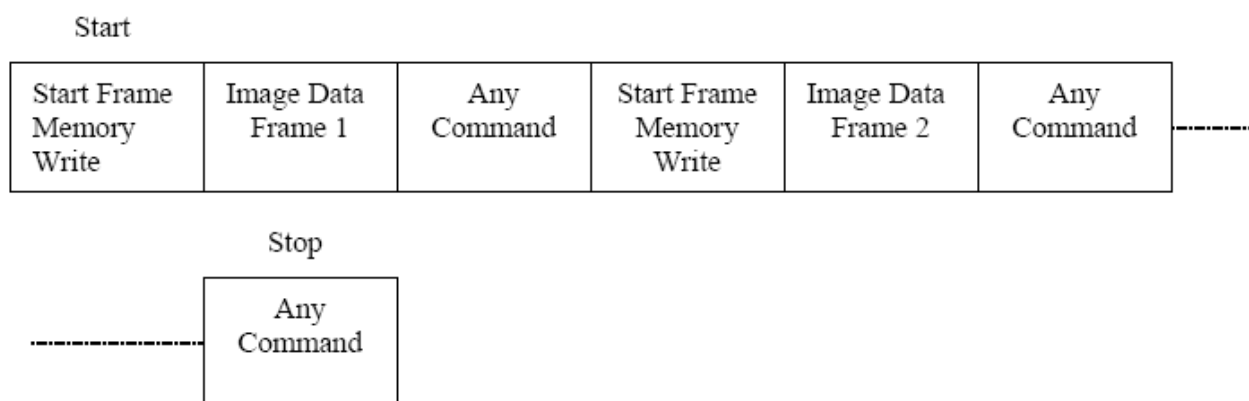 Start
Start Frame
Memory
Write
Image Data
Frame 1
Any
Command
Start Frame
Memory
Write
Image Data
Frame 2
Any
Command
Stop
Any
Command